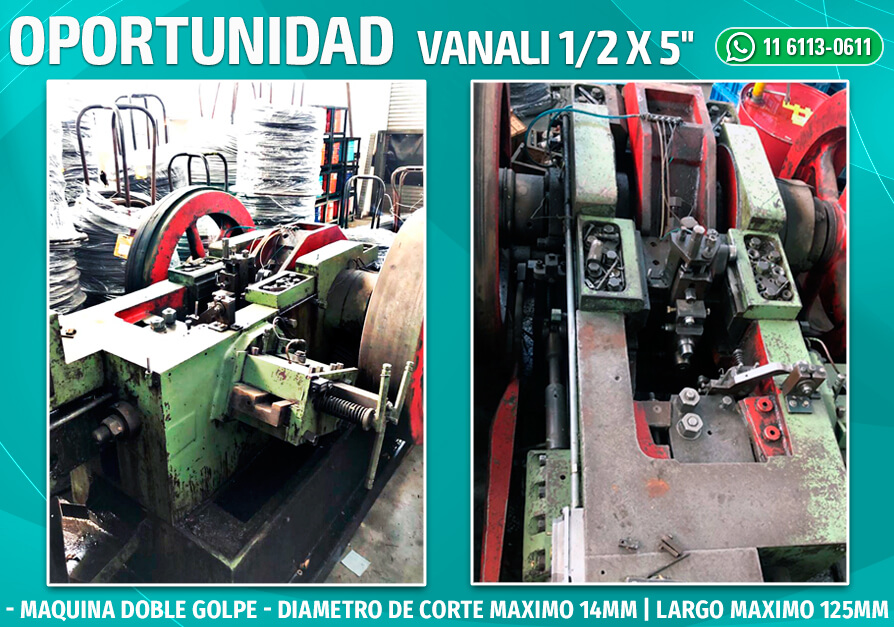 OPORTUNIDAD VANALI 1/2 X 5" 11 6113-0611
- MAQUINA DOBLE GOLPE - DIAMETRO DE CORTE MAXIMO 14MM | LARGO MAXIMO 125MM